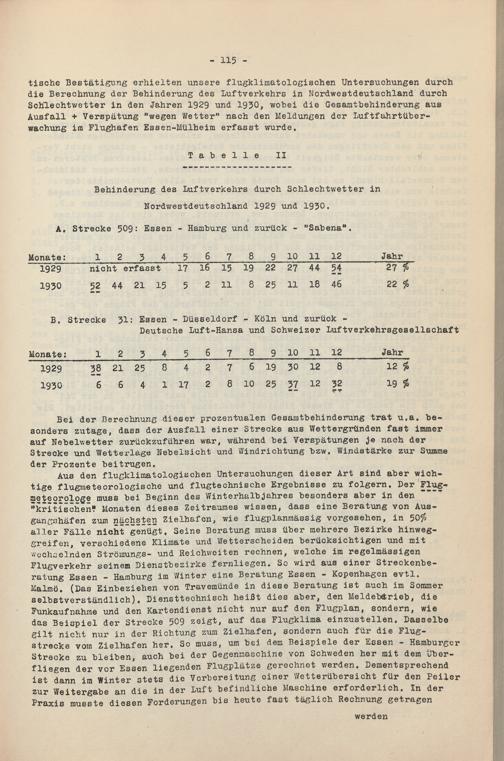 - 115 -
tische Bestätigung erhielten unsere flugklimatologischen Untersuchungen durch
die Berechnung der Behinderung des Luftverkehrs in Nordwestdeutschland durch
Schlechtwetter in den Jahren 1929 und 1930, wobei die Gesamtbehinderung aus
Ausfall + Verspätung "wegen Wetter" nach den Meldungen der Luftfahrtüber-
wachung im Flughafen Essen-Mülheim erfasst wurde.
T a b e l l e II
Behinderung des Luftverkehrs durch Schlechtwetter in
Nordwestdeutschland 1929 und 1930.
A. Strecke 509: Essen - Hamburg und zurück - "Sabena".
Monate: 1 2 3 4 5 6 7 8 9 10 11 12 Jahr
1929 nicht erfasst 17 16 15 19 22 27 44 54 27 %
1930 52 44 21 15 5 2 11 8 25 11 18 46 22 %
B. Strecke 31: Essen - Düsseldorf - Köln und zurück -
Deutsche Luft-Hansa und Schweizer Luftverkehrsgesellschaft
Monate: 1 2 3 4 5 6 7 8 9 10 11 12 Jahr
1929 38 21 25 8 4 2 7 6 19 30 12 8 12 %
1930 6 6 4 1 17 2 8 10 25 37 12 32 19 %
Bei der Berechnung dieser prozentualen Gesamtbehinderung trat u.a. be-
sonders zutage, dass der Ausfall einer Strecke aus Wettergründen fast immer
auf Nebelwetter zurückzuführen war, während bei Verspätungen je nach der
Strecke und Wetterlage Nebelnicht und Windrichtung bzw. Windstärke zur Summe
der Prozente beitrugen.
Aus den flugklimatologischen Untersuchungen dieser Art sind aber wich-
tige flugmeteorologische und flugtechnische Ergebnisse zu folgern. Der Flug-
meteorologe muss bei Beginn des Winterhalbjahres besonders aber in den
"kritischen" Monaten dieses Zeitraumes wissen, dass eine Beratung von Aus-
gangshäfen zum nächsten Zielhafen, wie flugplanmässig vorgesehen, in 50%
aller Fälle nicht genügt. Seine Beratung muss über mehrere Bezirke hinweg-
greifen, verschiedene Klimate und Wetterscheiden berücksichtigen und mit
wechselnden Strömungs- und Reichweiten rechnen, welche im regelmässigen
Flugverkehr seinem Dienstbezirke fernliegen. So wird aus einer Streckenbe-
ratung Essen - Hamburg im Winter eine Beratung Essen - Kopenhagen evtl.
Malmö. (Das Einbeziehen von Travemünde in diese Beratung ist auch im Sommer
selbstverständlich). Diensttechnisch heißt dies aber, den Meldebetrieb, die
Funkaufnahme und den Kartendienst nicht nur auf den Flugplan, sondern, wie
das Beispiel der Strecke 509 zeigt, auf das Flugklima einzustellen. Dasselbe
gilt nicht nur in der Richtung zum Zielhafen, sondern auch für die Flug-
strecke vom Zielhafen her. So muss, um bei dem Beispiele der Essen - Hamburger
Strecke zu bleiben, auch bei der Gegenmaschine von Schweden her mit dem Über-
fliegen der vor Essen liegenden Flugplätze gerechnet werden. Dementsprechend
ist dann im Winter stets die Vorbereitung einer Wetterübersicht für den Peiler
zur Weitergabe an die in der Luft befindliche Maschine erforderlich. In der
Praxis musste diesen Forderungen bis heute fast täglich Rechnung getragen
werden